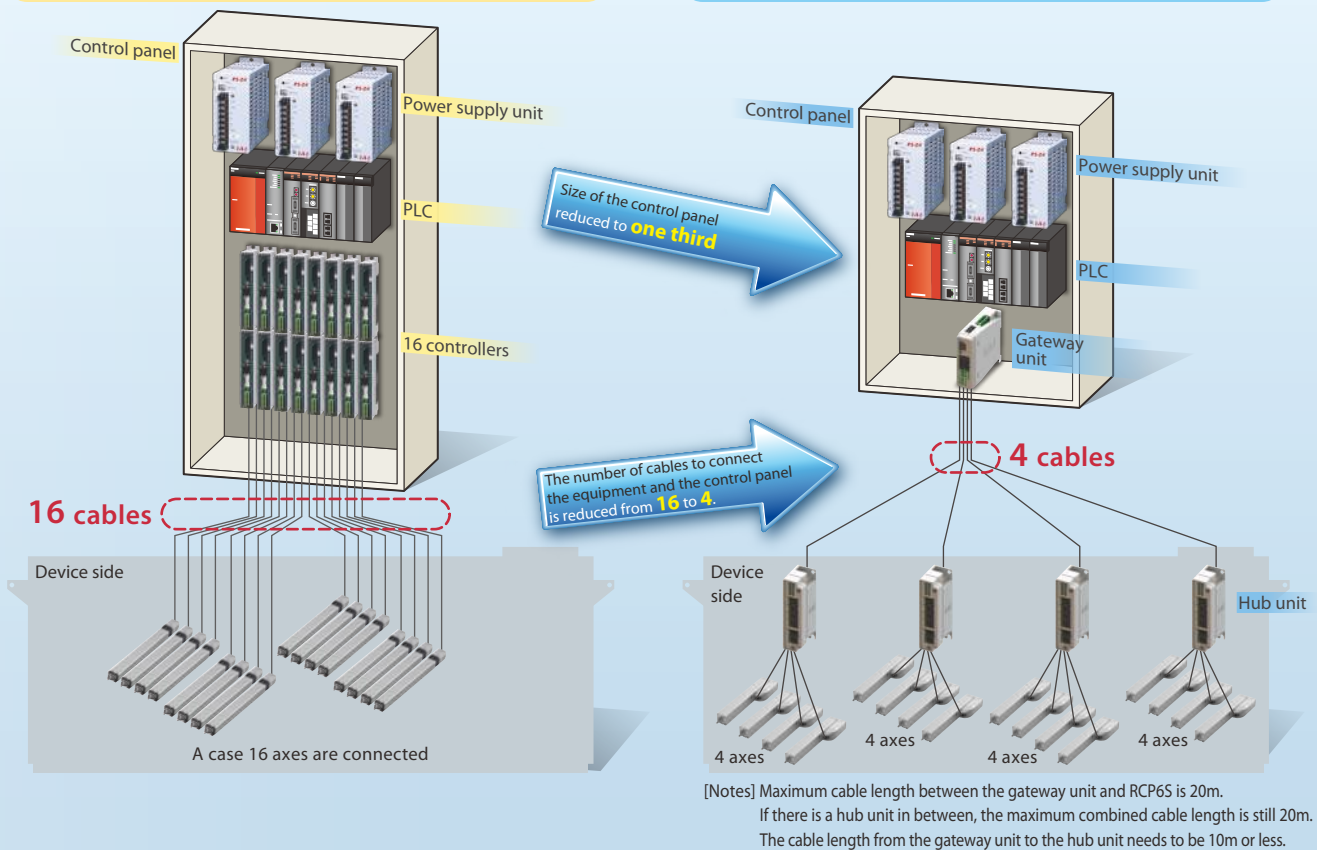 Control panel
Power supply unit
PLC
16 controllers
16 cables
Device side
A case 16 axes are connected
Size of the control panel
reduced to one third
The number of cables to connect
the equipment and the control panel
is reduced from 16 to 4.
Control panel
Power supply unit
PLC
Gateway
unit
4 cables
Device
side
Hub unit
4 axes
4 axes
4 axes
4 axes
[Notes] Maximum cable length between the gateway unit and RCP6S is 20m.
If there is a hub unit in between, the maximum combined cable length is still 20m.
The cable length from the gateway unit to the hub unit needs to be 10m or less.